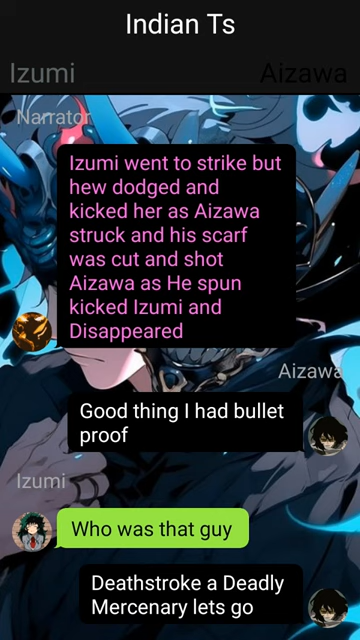 Indian Ts
Izumi Aizawa
Narrator
Izumi went to strike but
hew dodged and
kicked her as Aizawa
struck and his scarf
was cut and shot
Aizawa as He spun
kicked Izumi and
Disappeared
Aizawa
Good thing I had bullet
proof
Izumi
Who was that guy
Deathstroke a Deadly
Mercenary lets go